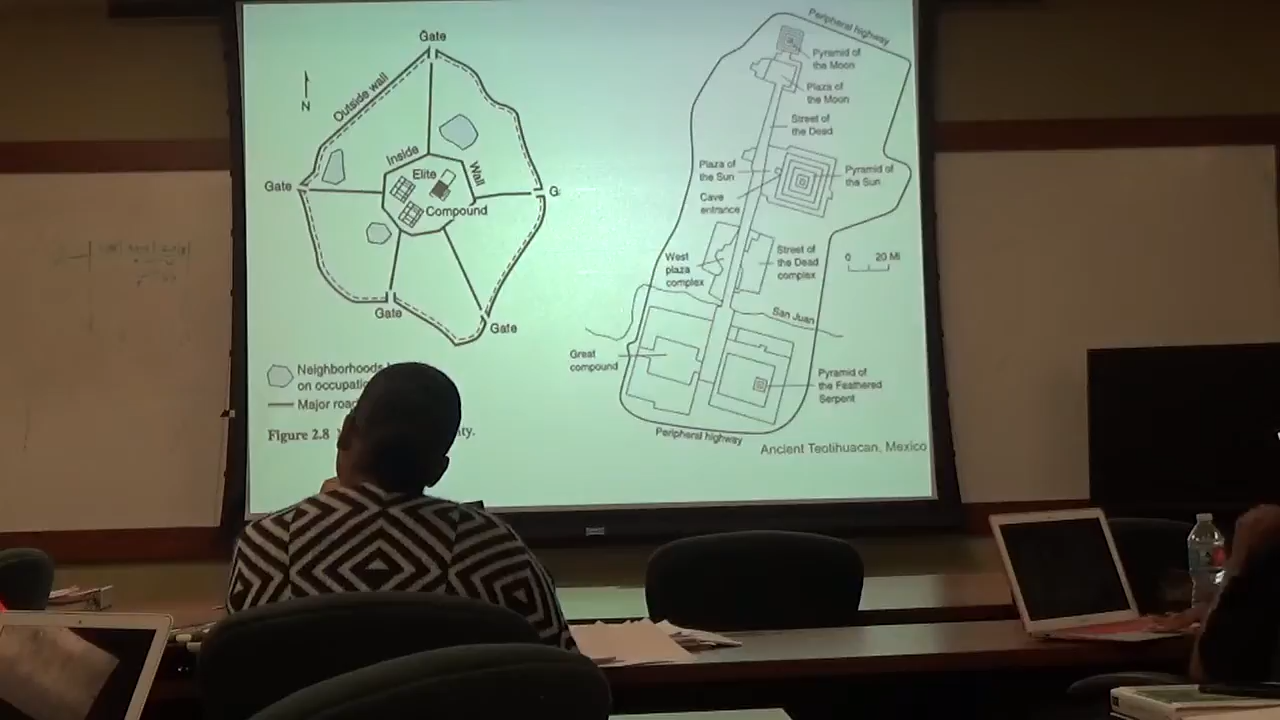 Gate
N
Outside wall
Inside
Wall
Elite
Compound
Gate
G
Gate
Gate
Neighborhoods
on occupa
Major roa
Figure 2.8
ty.
Peripheral highway
Pyramid of
the Moon
Plaza of
the Moon
Street of
the Dead
Plaza of
the Sun
Pyramid of
the Sun
Cave
entrance
West
plaza
complex
Street of
the Dead
complex
0 20 Mi
San Juan
Great
compound
Pyramid of
the Feathered
Serpent
Peripheral highway
Ancient Teotihuacan, Mexico